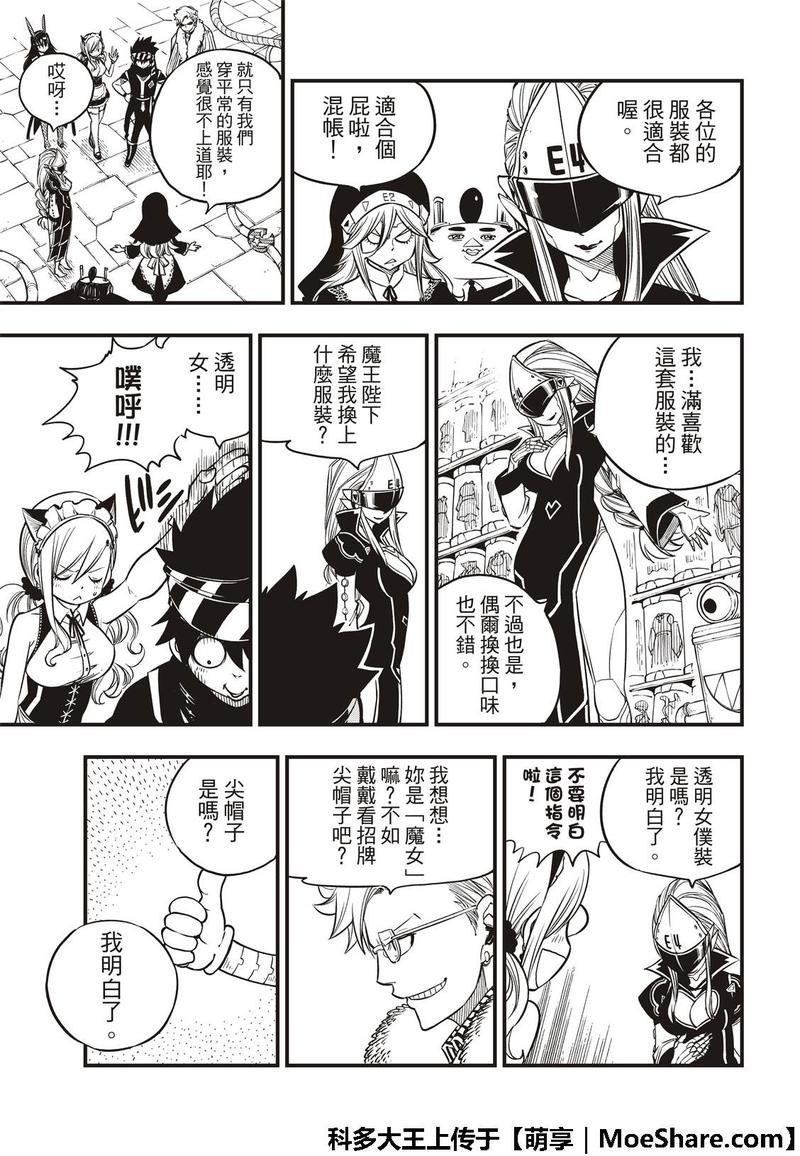 各位的
服裝都
很適合
喔。
E4
適合個
屁啦，
混帳！
E2
就只有我們
穿平常的服裝，
感覺很不上道耶！
哎呀…
我…滿喜歡
這套服裝的…
不過也是，
偶爾換換口味
也不錯。
魔王陛下
希望我換上
什麼服裝？
E4
透明
女……
噗呼!!!
透明女僕裝
是嗎？
我明白了。
不要明白
這個指令
啦！
E4
我想想…
妳是「魔女」
嘛？不如
戴戴看招牌
尖帽子吧？
尖帽子
是嗎？
我明白了。
科多大王上传于【萌享｜MoeShare.com】